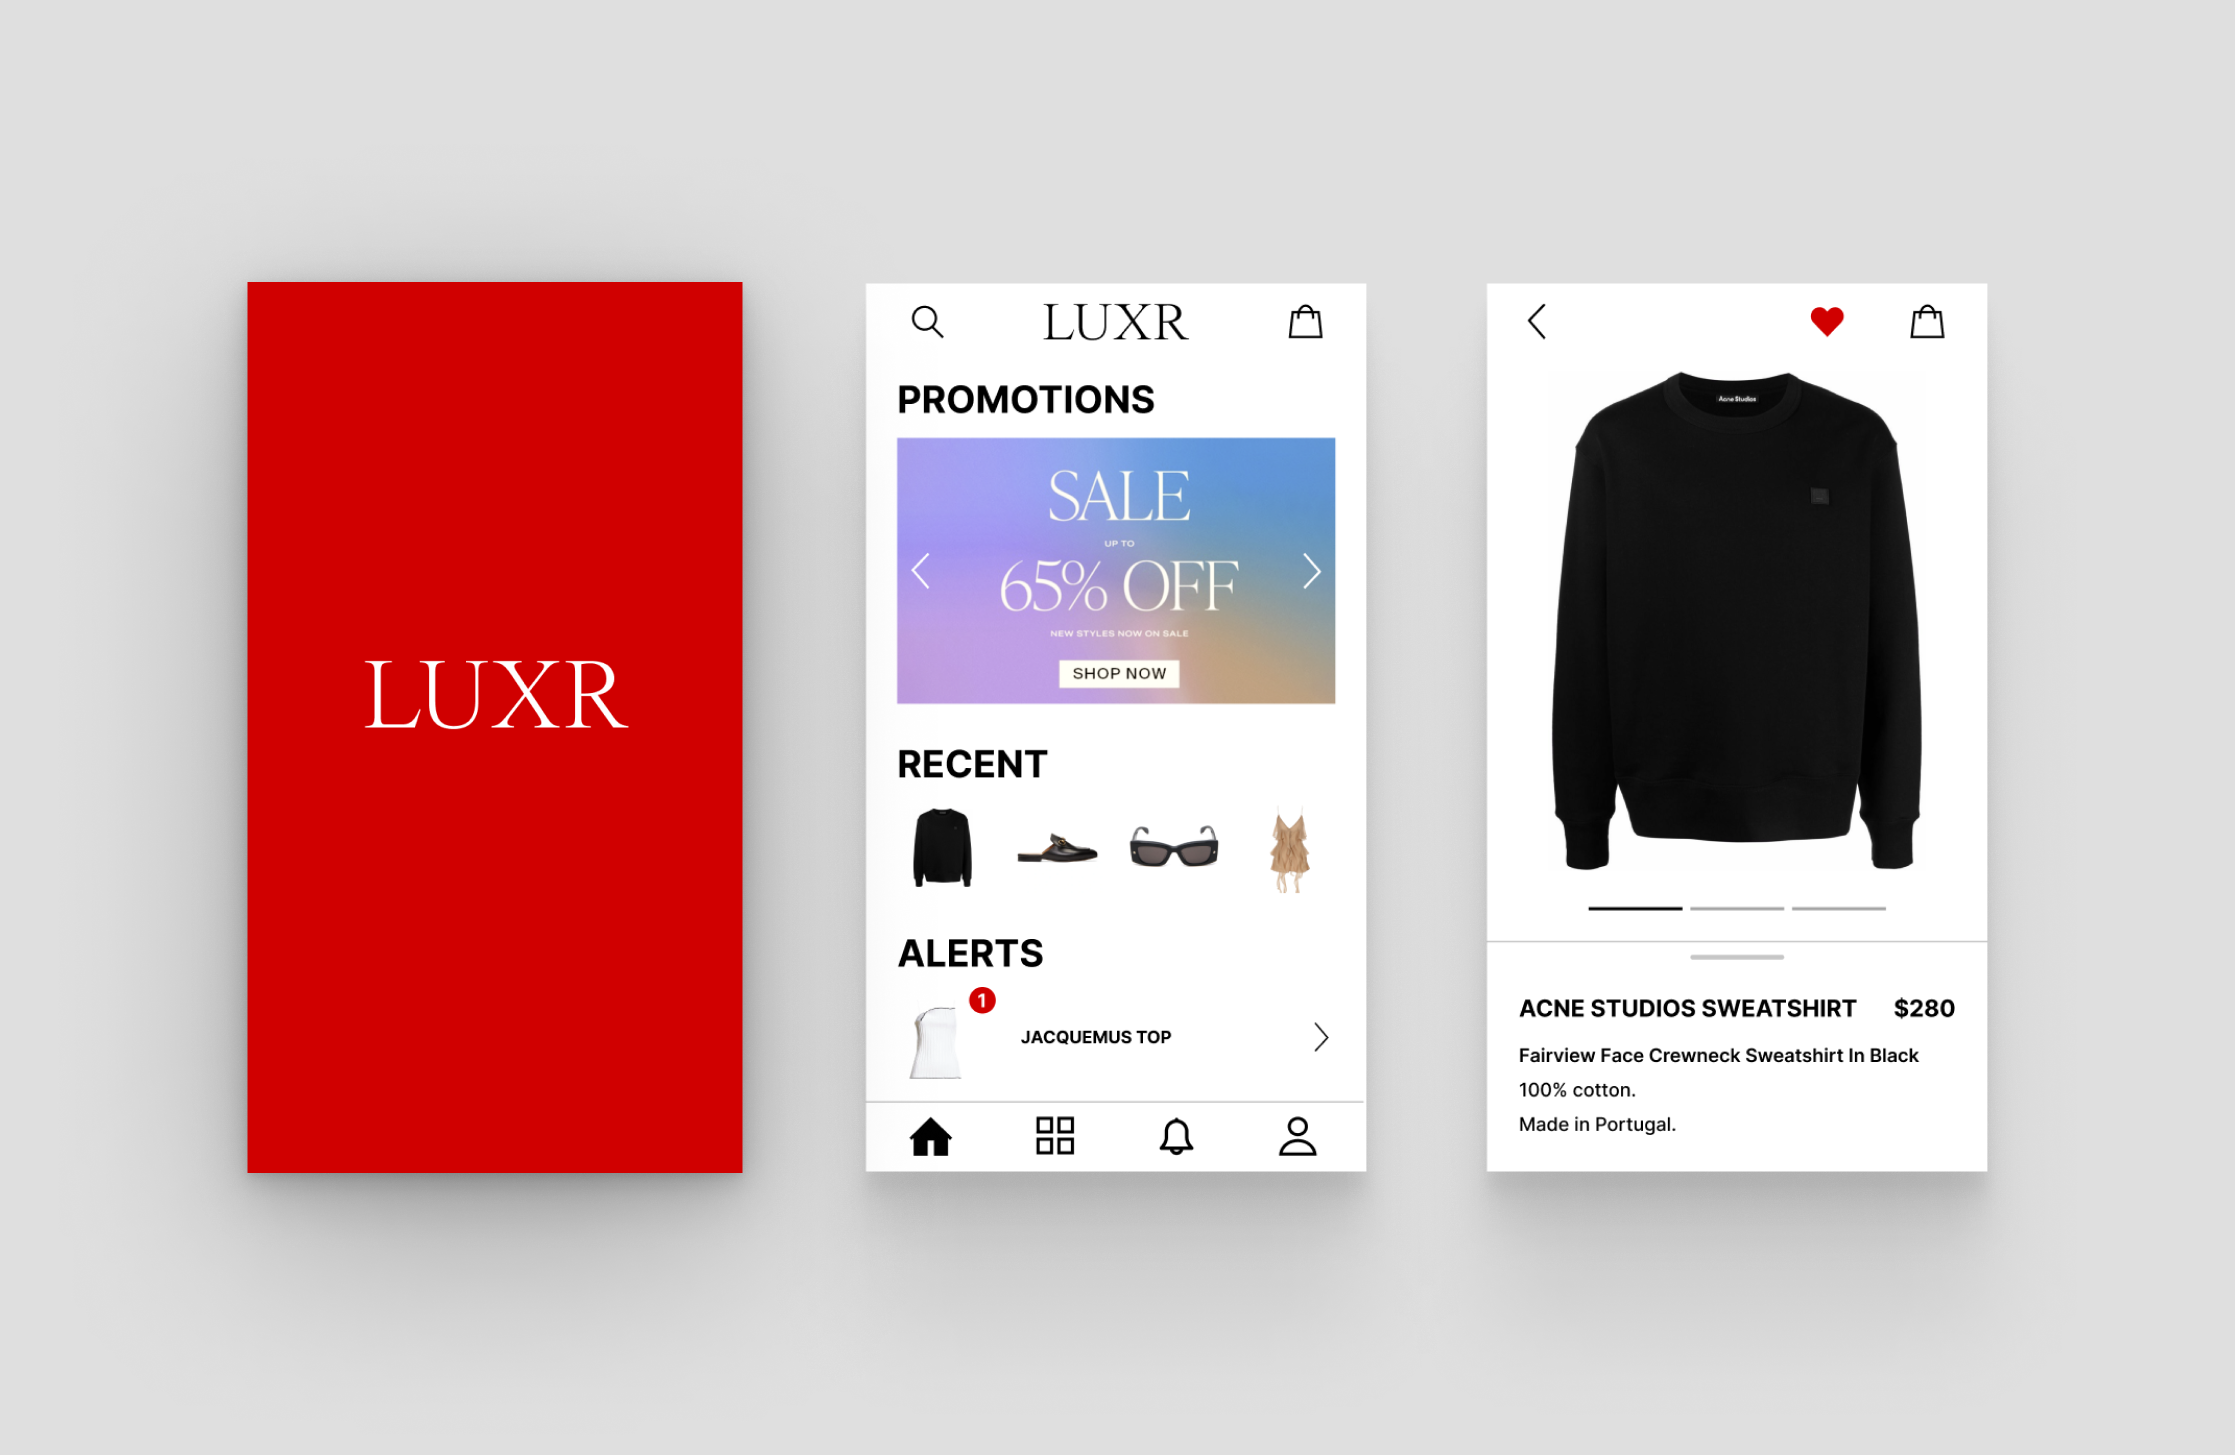 LUXR
LUXR
PROMOTIONS
SALE
UP TO
65% OFF
NEW STYLES NOW ON SALE
SHOP NOW
RECENT
ALERTS
1
JACQUEMUS TOP
Acne Studios
ACNE STUDIOS SWEATSHIRT $280
Fairview Face Crewneck Sweatshirt In Black
100% cotton.
Made in Portugal.